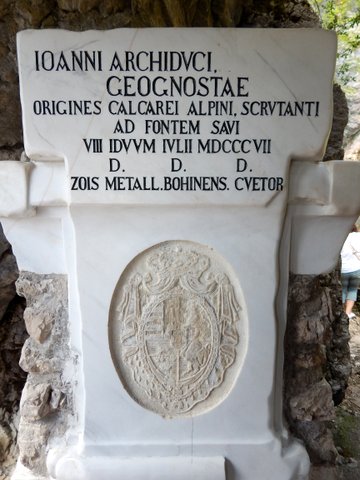 IOANNI ARCHIDVCI,
GEOGNOSTAE
ORIGINES CALCAREI ALPINI, SCRVTANTI
AD FONTEM SAVI
VIII IDVVM IVLII MDCCCVII
D. D. D.
ZOIS METALL. BOHINENS. CVETOR